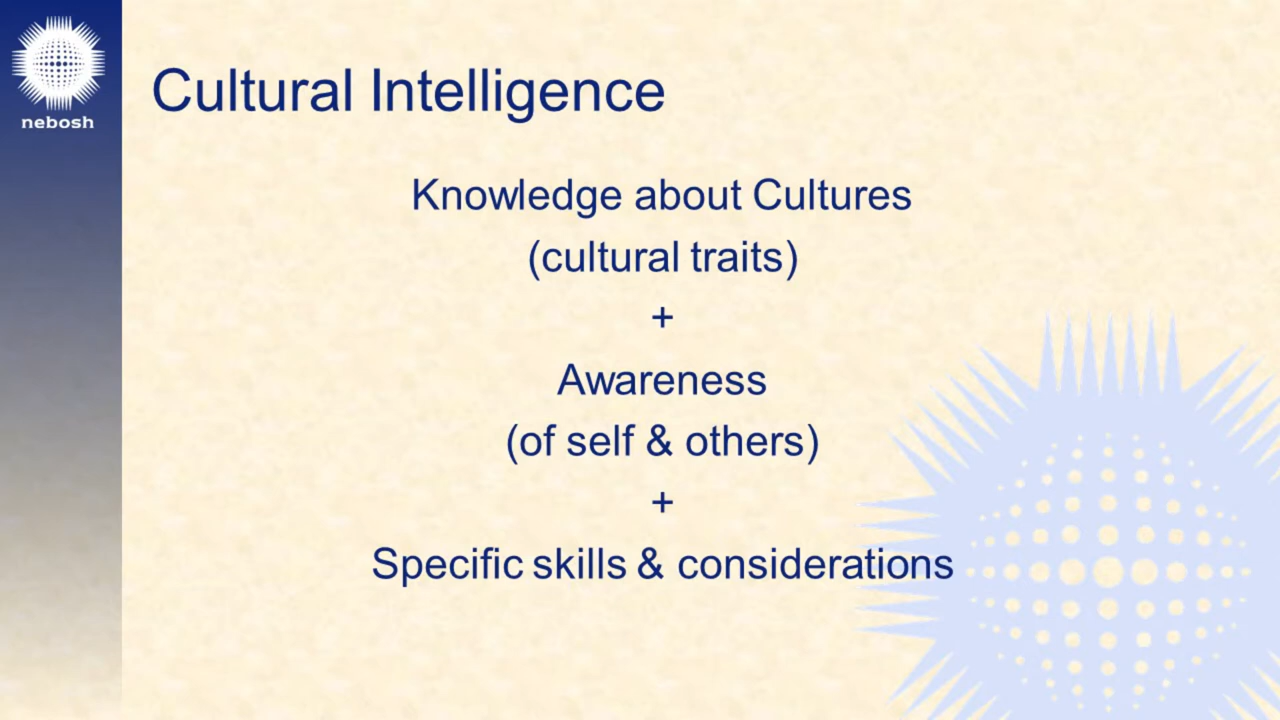 nebosh
Cultural Intelligence
Knowledge about Cultures
(cultural traits)
+
Awareness
(of self & others)
+
Specific skills & considerations